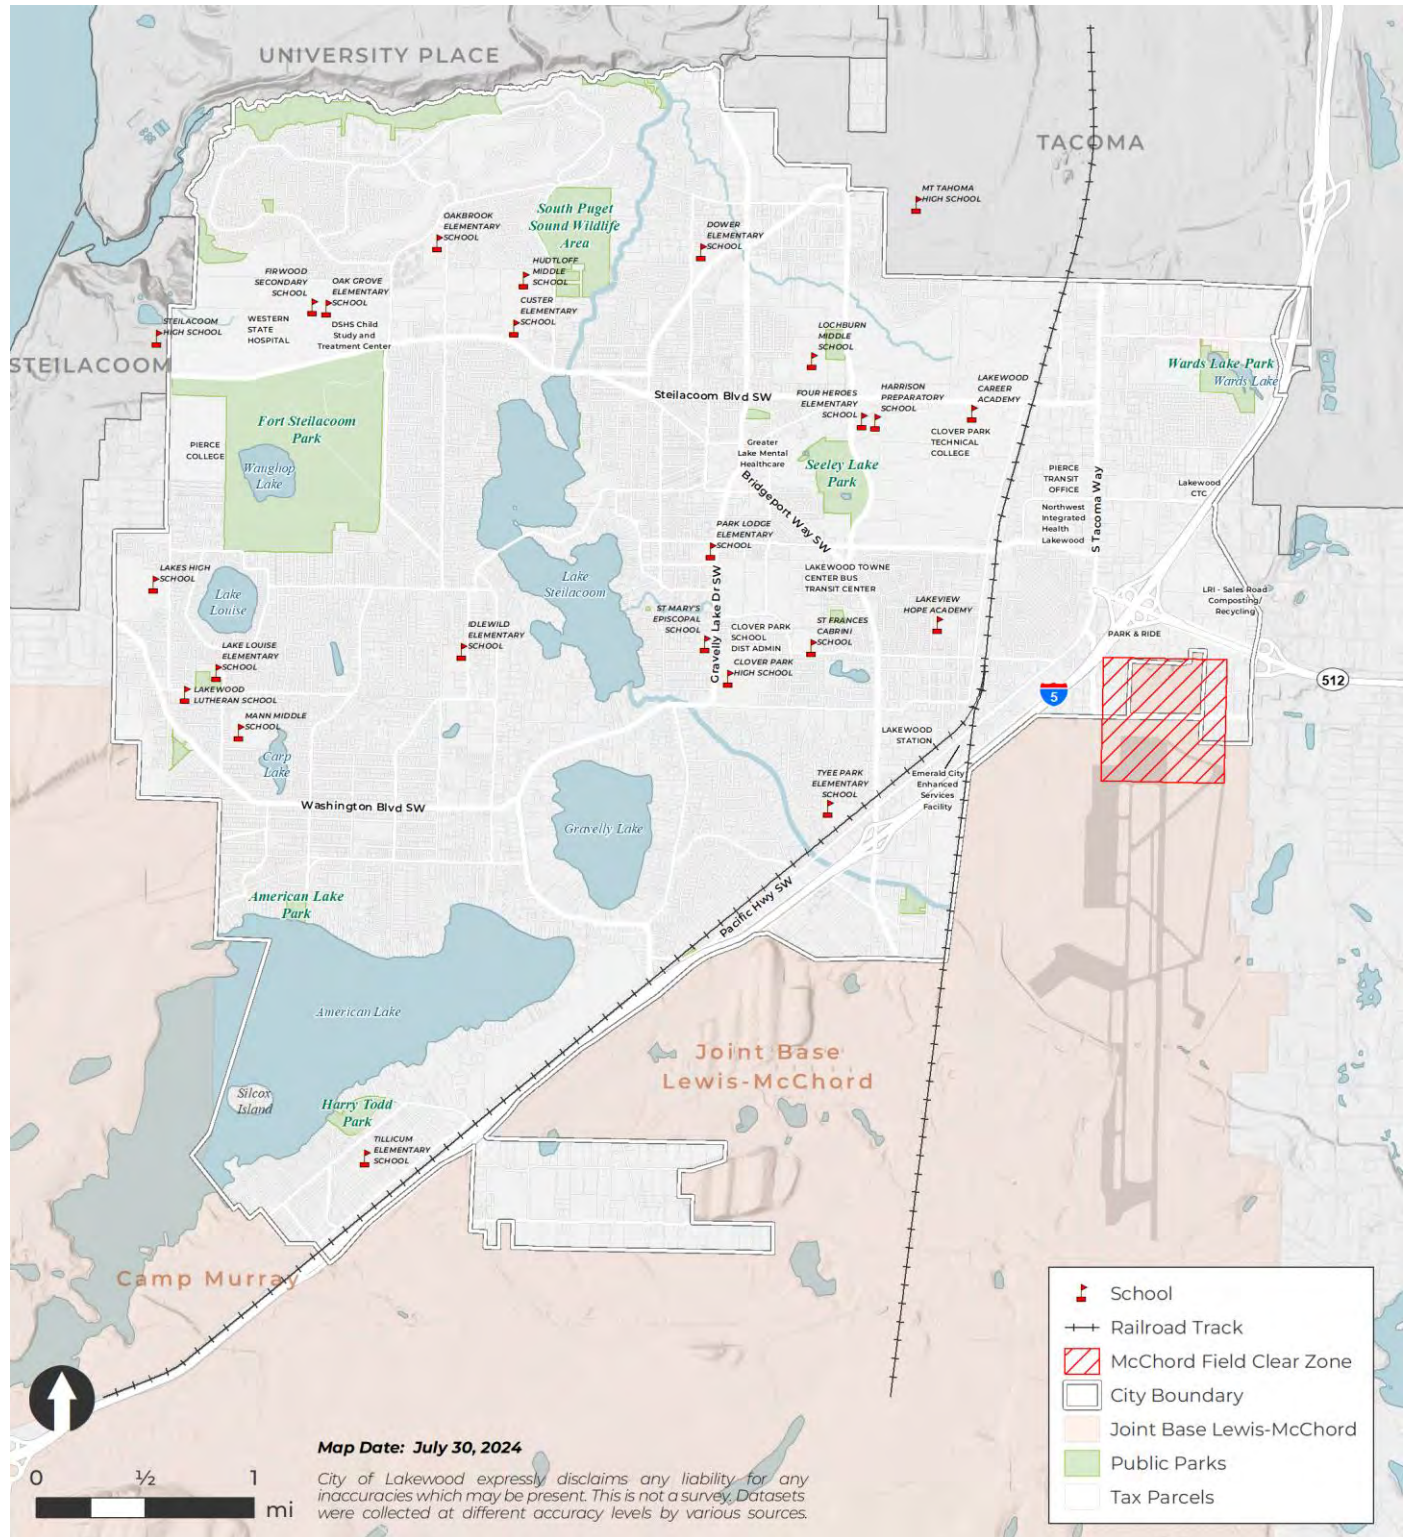 UNIVERSITY PLACE
TACOMA
MT TAHOMA
HIGH SCHOOL
OAKBROOK
ELEMENTARY
SCHOOL
South Puget
Sound Wildlife
Area
DOWER
ELEMENTARY
SCHOOL
HUDTLOFF
MIDDLE
SCHOOL
FIRWOOD
SECONDARY
SCHOOL
OAK GROVE
ELEMENTARY
SCHOOL
CUSTER
ELEMENTARY
SCHOOL
STEILACOOM
HIGH SCHOOL
WESTERN
STATE
HOSPITAL
DSHS Child
Study and
Treatment Center
LOCHBURN
MIDDLE
SCHOOL
STEILACOOM
Wards Lake Park
Wards Lake
Steilacoom Blvd SW
FOUR HEROES
ELEMENTARY
SCHOOL
HARRISON
PREPARATORY
SCHOOL
LAKEWOOD
CAREER
ACADEMY
Fort Steilacoom
Park
CLOVER PARK
TECHNICAL
COLLEGE
PIERCE
COLLEGE
Greater
Lake Mental
Healthcare
Waughop
Lake
Seeley Lake
Park
PIERCE
TRANSIT
OFFICE
Lakewood
CTC
Bridgeport Way SW
S Tacoma Way
Northwest
Integrated
Health
Lakewood
PARK LODGE
ELEMENTARY
SCHOOL
LAKES HIGH
SCHOOL
Lake
Louise
Lake
Steilacoom
LAKEWOOD TOWNE
CENTER BUS
TRANSIT CENTER
LRI - Sales Road
Composting/
Recycling
LAKEVIEW
HOPE ACADEMY
ST MARY'S
EPISCOPAL
SCHOOL
Gravelly Lake Dr SW
CLOVER PARK
SCHOOL
DIST ADMIN
ST FRANCES
CABRINI
SCHOOL
IDLEWILD
ELEMENTARY
SCHOOL
PARK & RIDE
LAKE LOUISE
ELEMENTARY
SCHOOL
CLOVER PARK
HIGH SCHOOL
512
5
LAKEWOOD
LUTHERAN SCHOOL
MANN MIDDLE
SCHOOL
LAKEWOOD
STATION
Carp
Lake
TYEE PARK
ELEMENTARY
SCHOOL
Emerald City
Enhanced
Services
Facility
Washington Blvd SW
Gravelly Lake
American Lake
Park
Pacific Hwy SW
American Lake
Joint Base
Lewis-McChord
Silcox
Island
Harry Todd
Park
TILLICUM
ELEMENTARY
SCHOOL
Camp Murray
School
Railroad Track
McChord Field Clear Zone
City Boundary
Joint Base Lewis-McChord
Public Parks
Tax Parcels
Map Date: July 30, 2024
City of Lakewood expressly disclaims any liability for any
inaccuracies which may be present. This is not a survey. Datasets
were collected at different accuracy levels by various sources.
0 ½ 1
mi